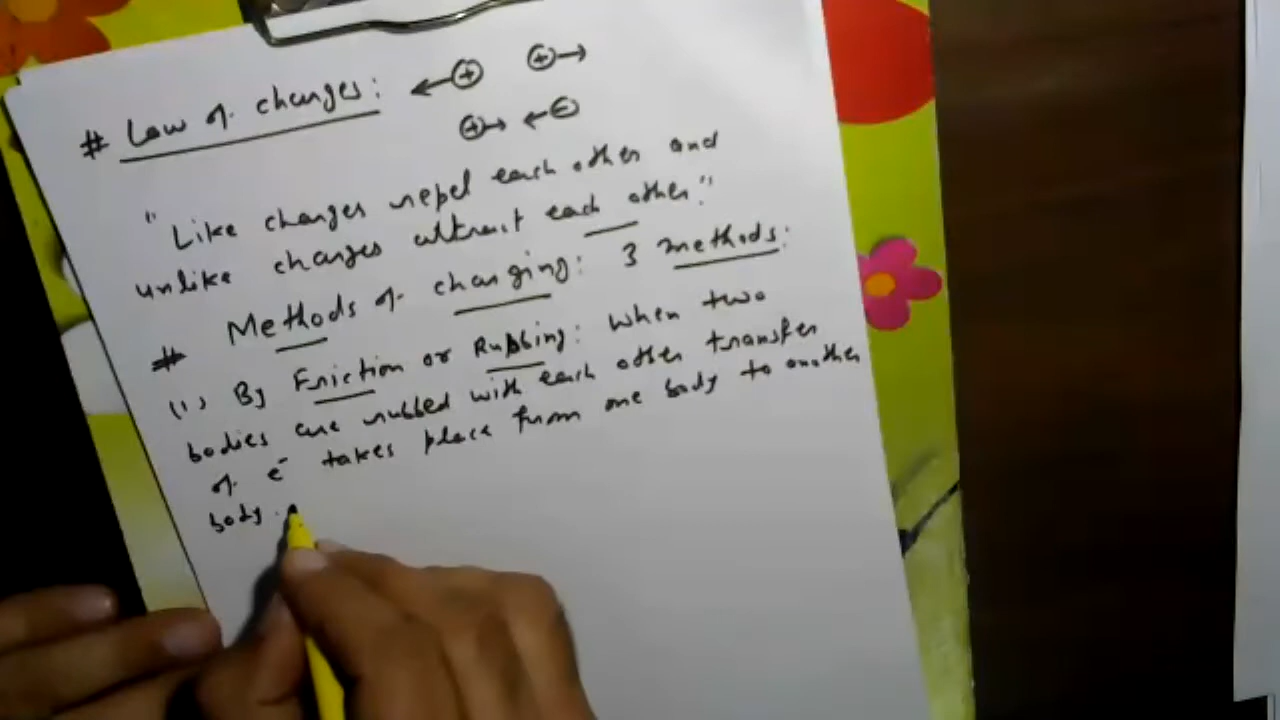 # Law of charges:
"Like charges repel each other and
unlike charges attract each other."
# Methods of charging: 3 methods:
(1) By Friction or Rubbing: When two
bodies are rubbed with each other transfer
of e⁻ takes place from one body to another
body.